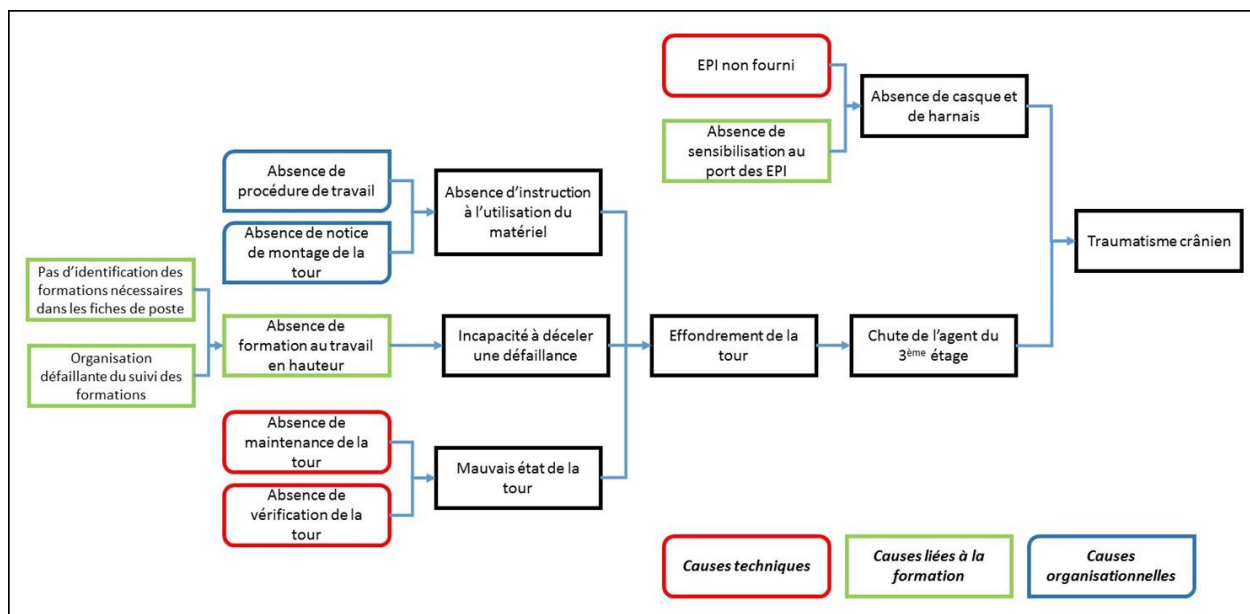 EPI non fourni
Absence de
sensibilisation au
port des EPI
Absence de casque et
de harnais
Absence de
procédure de travail
Absence de notice
de montage de la
tour
Absence d’instruction
à l’utilisation du
matériel
Traumatisme crânien
Pas d’identification des
formations nécessaires
dans les fiches de poste
Organisation
défaillante du suivi des
formations
Absence de
formation au travail
en hauteur
Incapacité à déceler
une défaillance
Effondrement de la
tour
Chute de l’agent du
3ème étage
Absence de
maintenance de la
tour
Absence de
vérification de la
tour
Mauvais état de la
tour
Causes techniques
Causes liées à la
formation
Causes
organisationnelles